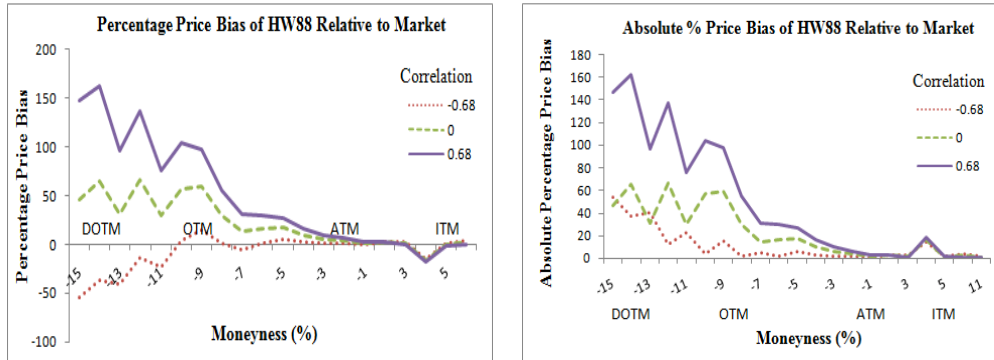 Percentage Price Bias of HW88 Relative to Market
Percentage Price Bias
200
150
100
50
0
-50
-100
Correlation
-0.68
0
0.68
DOTM OTM ATM ITM
-15 -13 -11 -9 -7 -5 -3 -1 1 3 5
Moneyness (%)
Absolute % Price Bias of HW88 Relative to Market
Absolute Percentage Price Bias
180
160
140
120
100
80
60
40
20
0
Correlation
-0.68
0
0.68
-15 -13 -11 -9 -7 -5 -3 -1 1 3 5 11
DOTM OTM ATM ITM
Moneyness (%)